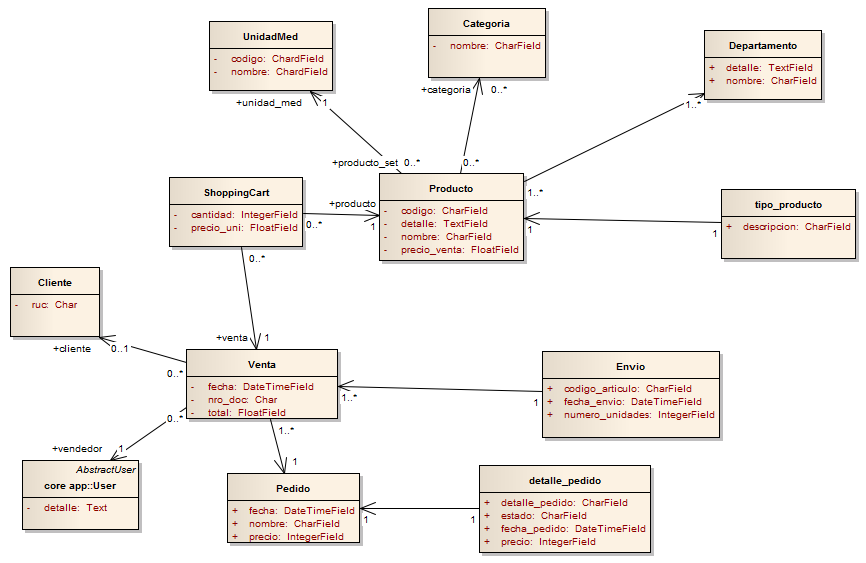 UnidadMed
- codigo: ChardField
- nombre: ChardField
+unidad_med 1
Categoria
- nombre: CharField
+categoria 0..*
Departamento
+ detalle: TextField
+ nombre: CharField
1..*
+producto_set 0..*
0..*
1..*
ShoppingCart
- cantidad: IntegerField
- precio_uni: FloatField
0..*
+producto
1
Producto
- codigo: CharField
- detalle: TextField
- nombre: CharField
- precio_venta: FloatField
1
tipo_producto
+ descripcion: CharField
1
0..*
+venta 1
Cliente
- ruc: Char
+cliente 0..1
0..*
Venta
- fecha: DateTimeField
- nro_doc: Char
- total: FloatField
1..*
0..*
1..*
Envio
+ codigo_articulo: CharField
+ fecha_envio: DateTimeField
+ numero_unidades: IntegerField
1
+vendedor 1
AbstractUser
core app::User
- detalle: Text
1
Pedido
+ fecha: DateTimeField
+ nombre: CharField
+ precio: IntegerField
1
detalle_pedido
+ detalle_pedido: CharField
+ estado: CharField
+ fecha_pedido: DateTimeField
+ precio: IntegerField
1